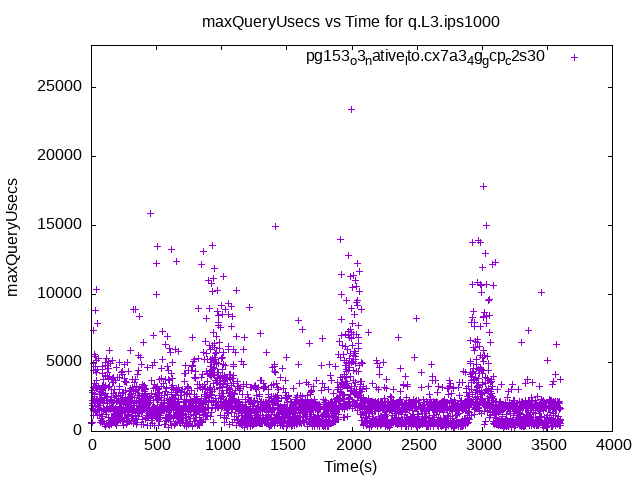 maxQueryUsecs vs Time for q.L3.ips1000
pg153_o3_native_lto.cx7a3_4g_gcp_c2s30
25000
20000
15000
10000
5000
0
maxQueryUsecs
0 500 1000 1500 2000 2500 3000 3500 4000
Time(s)